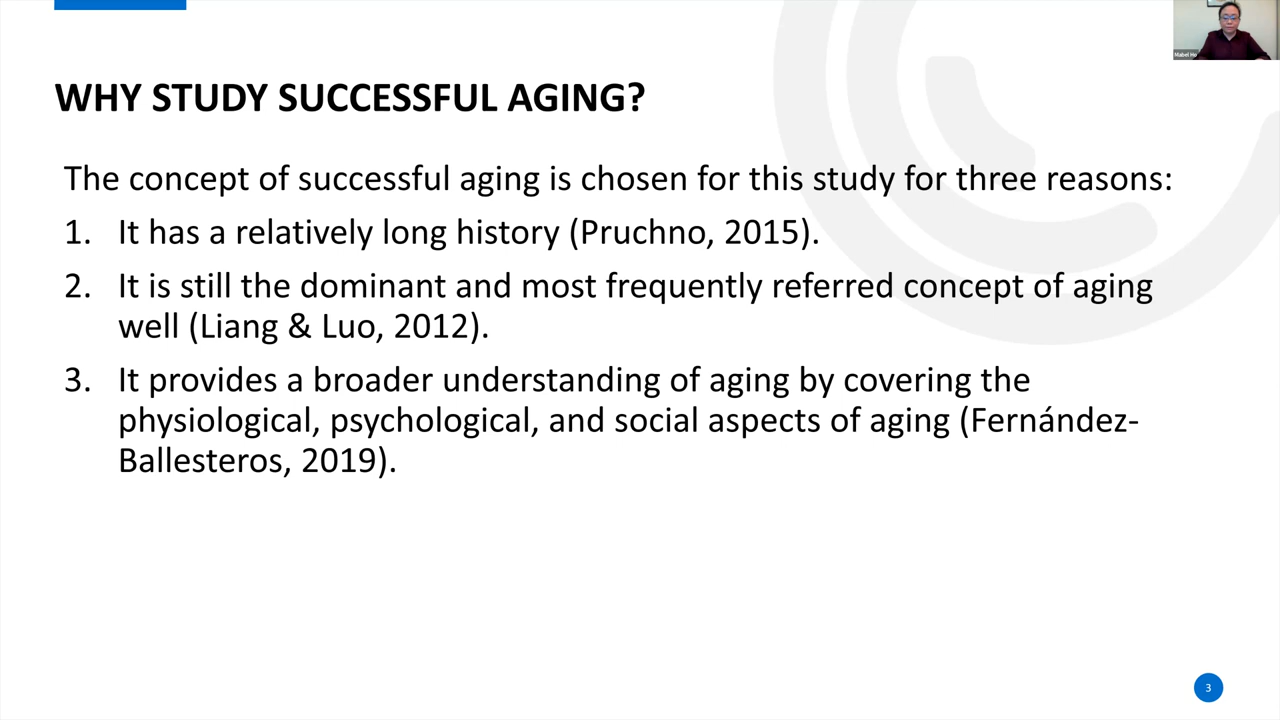 Mabel Ho
WHY STUDY SUCCESSFUL AGING?
The concept of successful aging is chosen for this study for three reasons:
1. It has a relatively long history (Pruchno, 2015).
2. It is still the dominant and most frequently referred concept of aging
well (Liang & Luo, 2012).
3. It provides a broader understanding of aging by covering the
physiological, psychological, and social aspects of aging (Fernández-
Ballesteros, 2019).
3